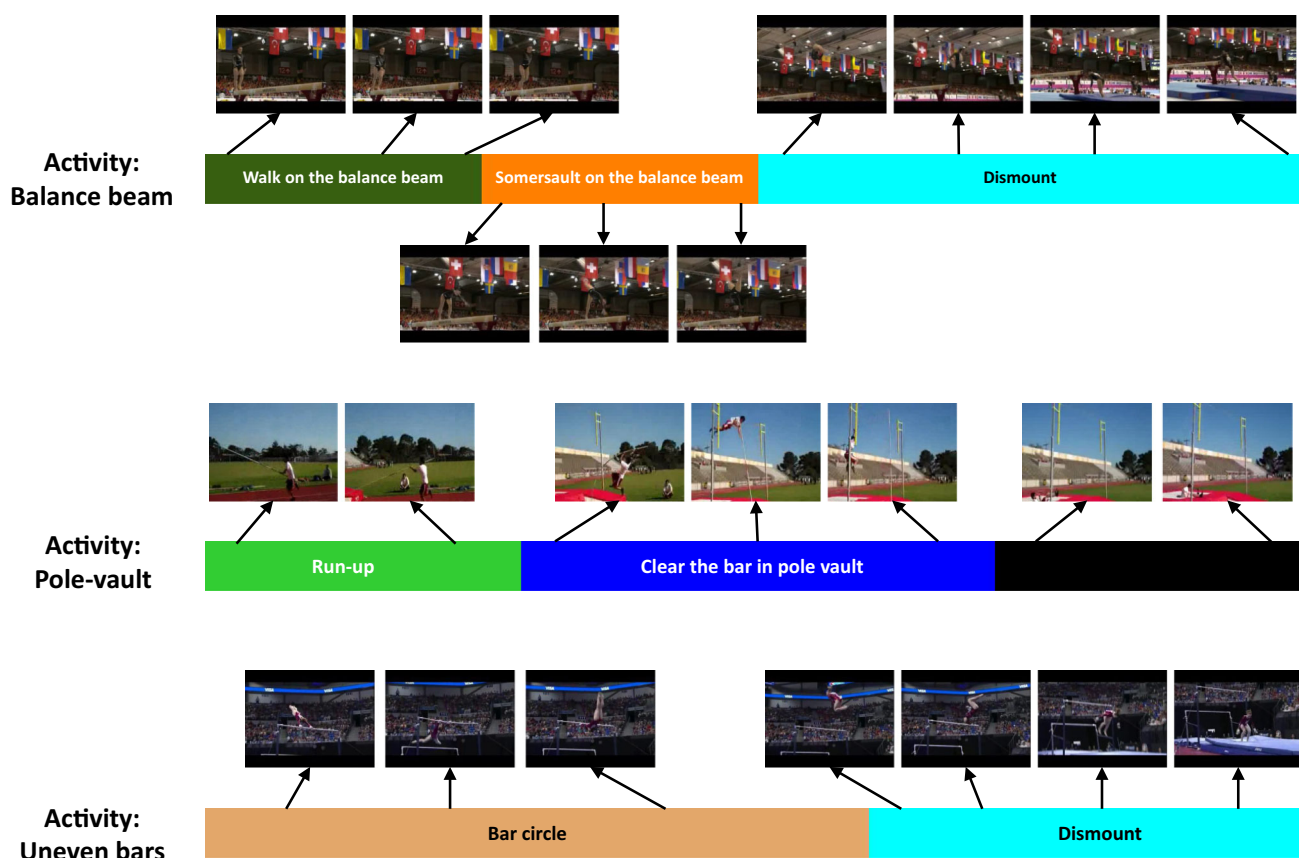 Activity:
Balance beam
Walk on the balance beam
Somersault on the balance beam
Dismount
Activity:
Pole-vault
Run-up
Clear the bar in pole vault
Activity:
Uneven bars
Bar circle
Dismount